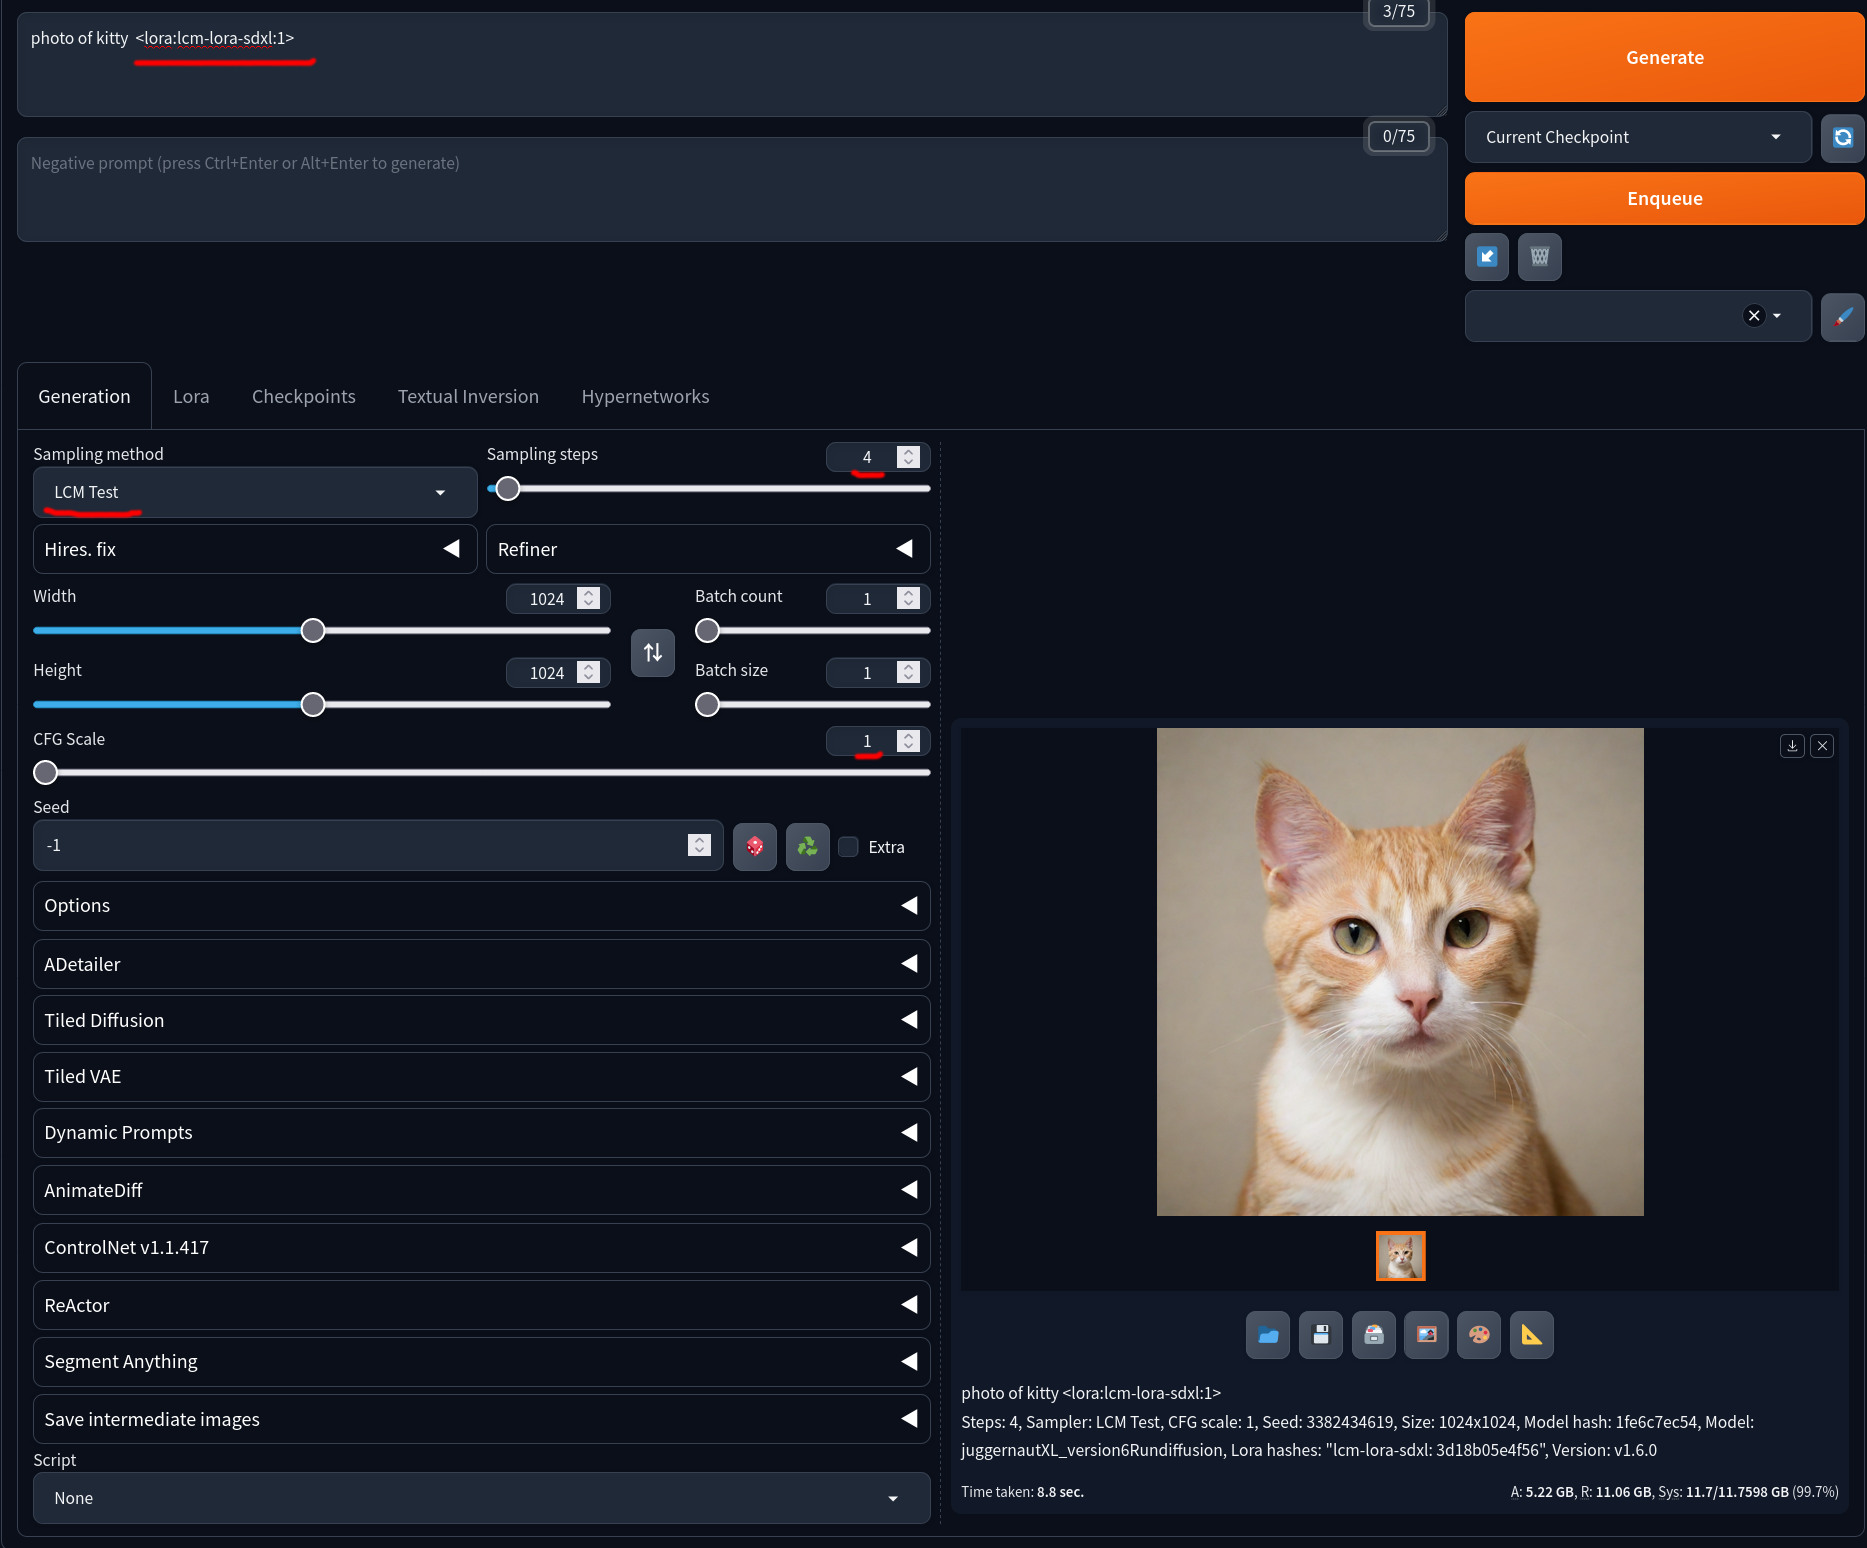 3/75
photo of kitty <lora:lcm-lora-sdxl:1>
Generate
0/75
Current Checkpoint
Negative prompt (press Ctrl+Enter or Alt+Enter to generate)
Enqueue
Generation Lora Checkpoints Textual Inversion Hypernetworks
Sampling method
Sampling steps
4
LCM Test
Hires. fix
Refiner
Width
1024
Batch count
1
Height
1024
Batch size
1
CFG Scale
1
Seed
-1
Extra
Options
ADetailer
Tiled Diffusion
Tiled VAE
Dynamic Prompts
AnimateDiff
ControlNet v1.1.417
ReActor
Segment Anything
Save intermediate images
Script
None
photo of kitty <lora:lcm-lora-sdxl:1>
Steps: 4, Sampler: LCM Test, CFG scale: 1, Seed: 3382434619, Size: 1024x1024, Model hash: 1fe6c7ec54, Model:
juggernautXL_version6Rundiffusion, Lora hashes: "lcm-lora-sdxl: 3d18b05e4f56", Version: v1.6.0
Time taken: 8.8 sec.
A: 5.22 GB, R: 11.06 GB, Sys: 11.7/11.7598 GB (99.7%)